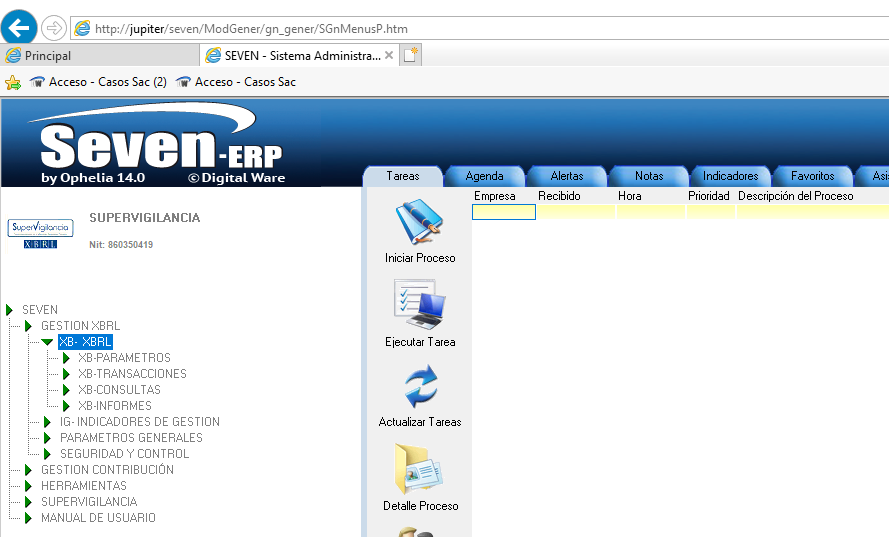 http://jupiter/seven/ModGener/gn_gener/SGnMenusP.htm
Principal
SEVEN - Sistema Administra...
Acceso - Casos Sac (2)
Acceso - Casos Sac
Seven-ERP
by Ophelia 14.0 ©Digital Ware
Tareas Agenda Alertas Notas Indicadores Favoritos Asi
SuperVigilancia
XBRL
SUPERVIGILANCIA
Nit: 860350419
SEVEN
GESTION XBRL
XB- XBRL
XB-PARAMETROS
XB-TRANSACCIONES
XB-CONSULTAS
XB-INFORMES
IG- INDICADORES DE GESTION
PARAMETROS GENERALES
SEGURIDAD Y CONTROL
GESTION CONTRIBUCIÓN
HERRAMIENTAS
SUPERVIGILANCIA
MANUAL DE USUARIO
Iniciar Proceso
Ejecutar Tarea
Actualizar Tareas
Detalle Proceso
Empresa Recibido Hora Prioridad Descripción del Proceso